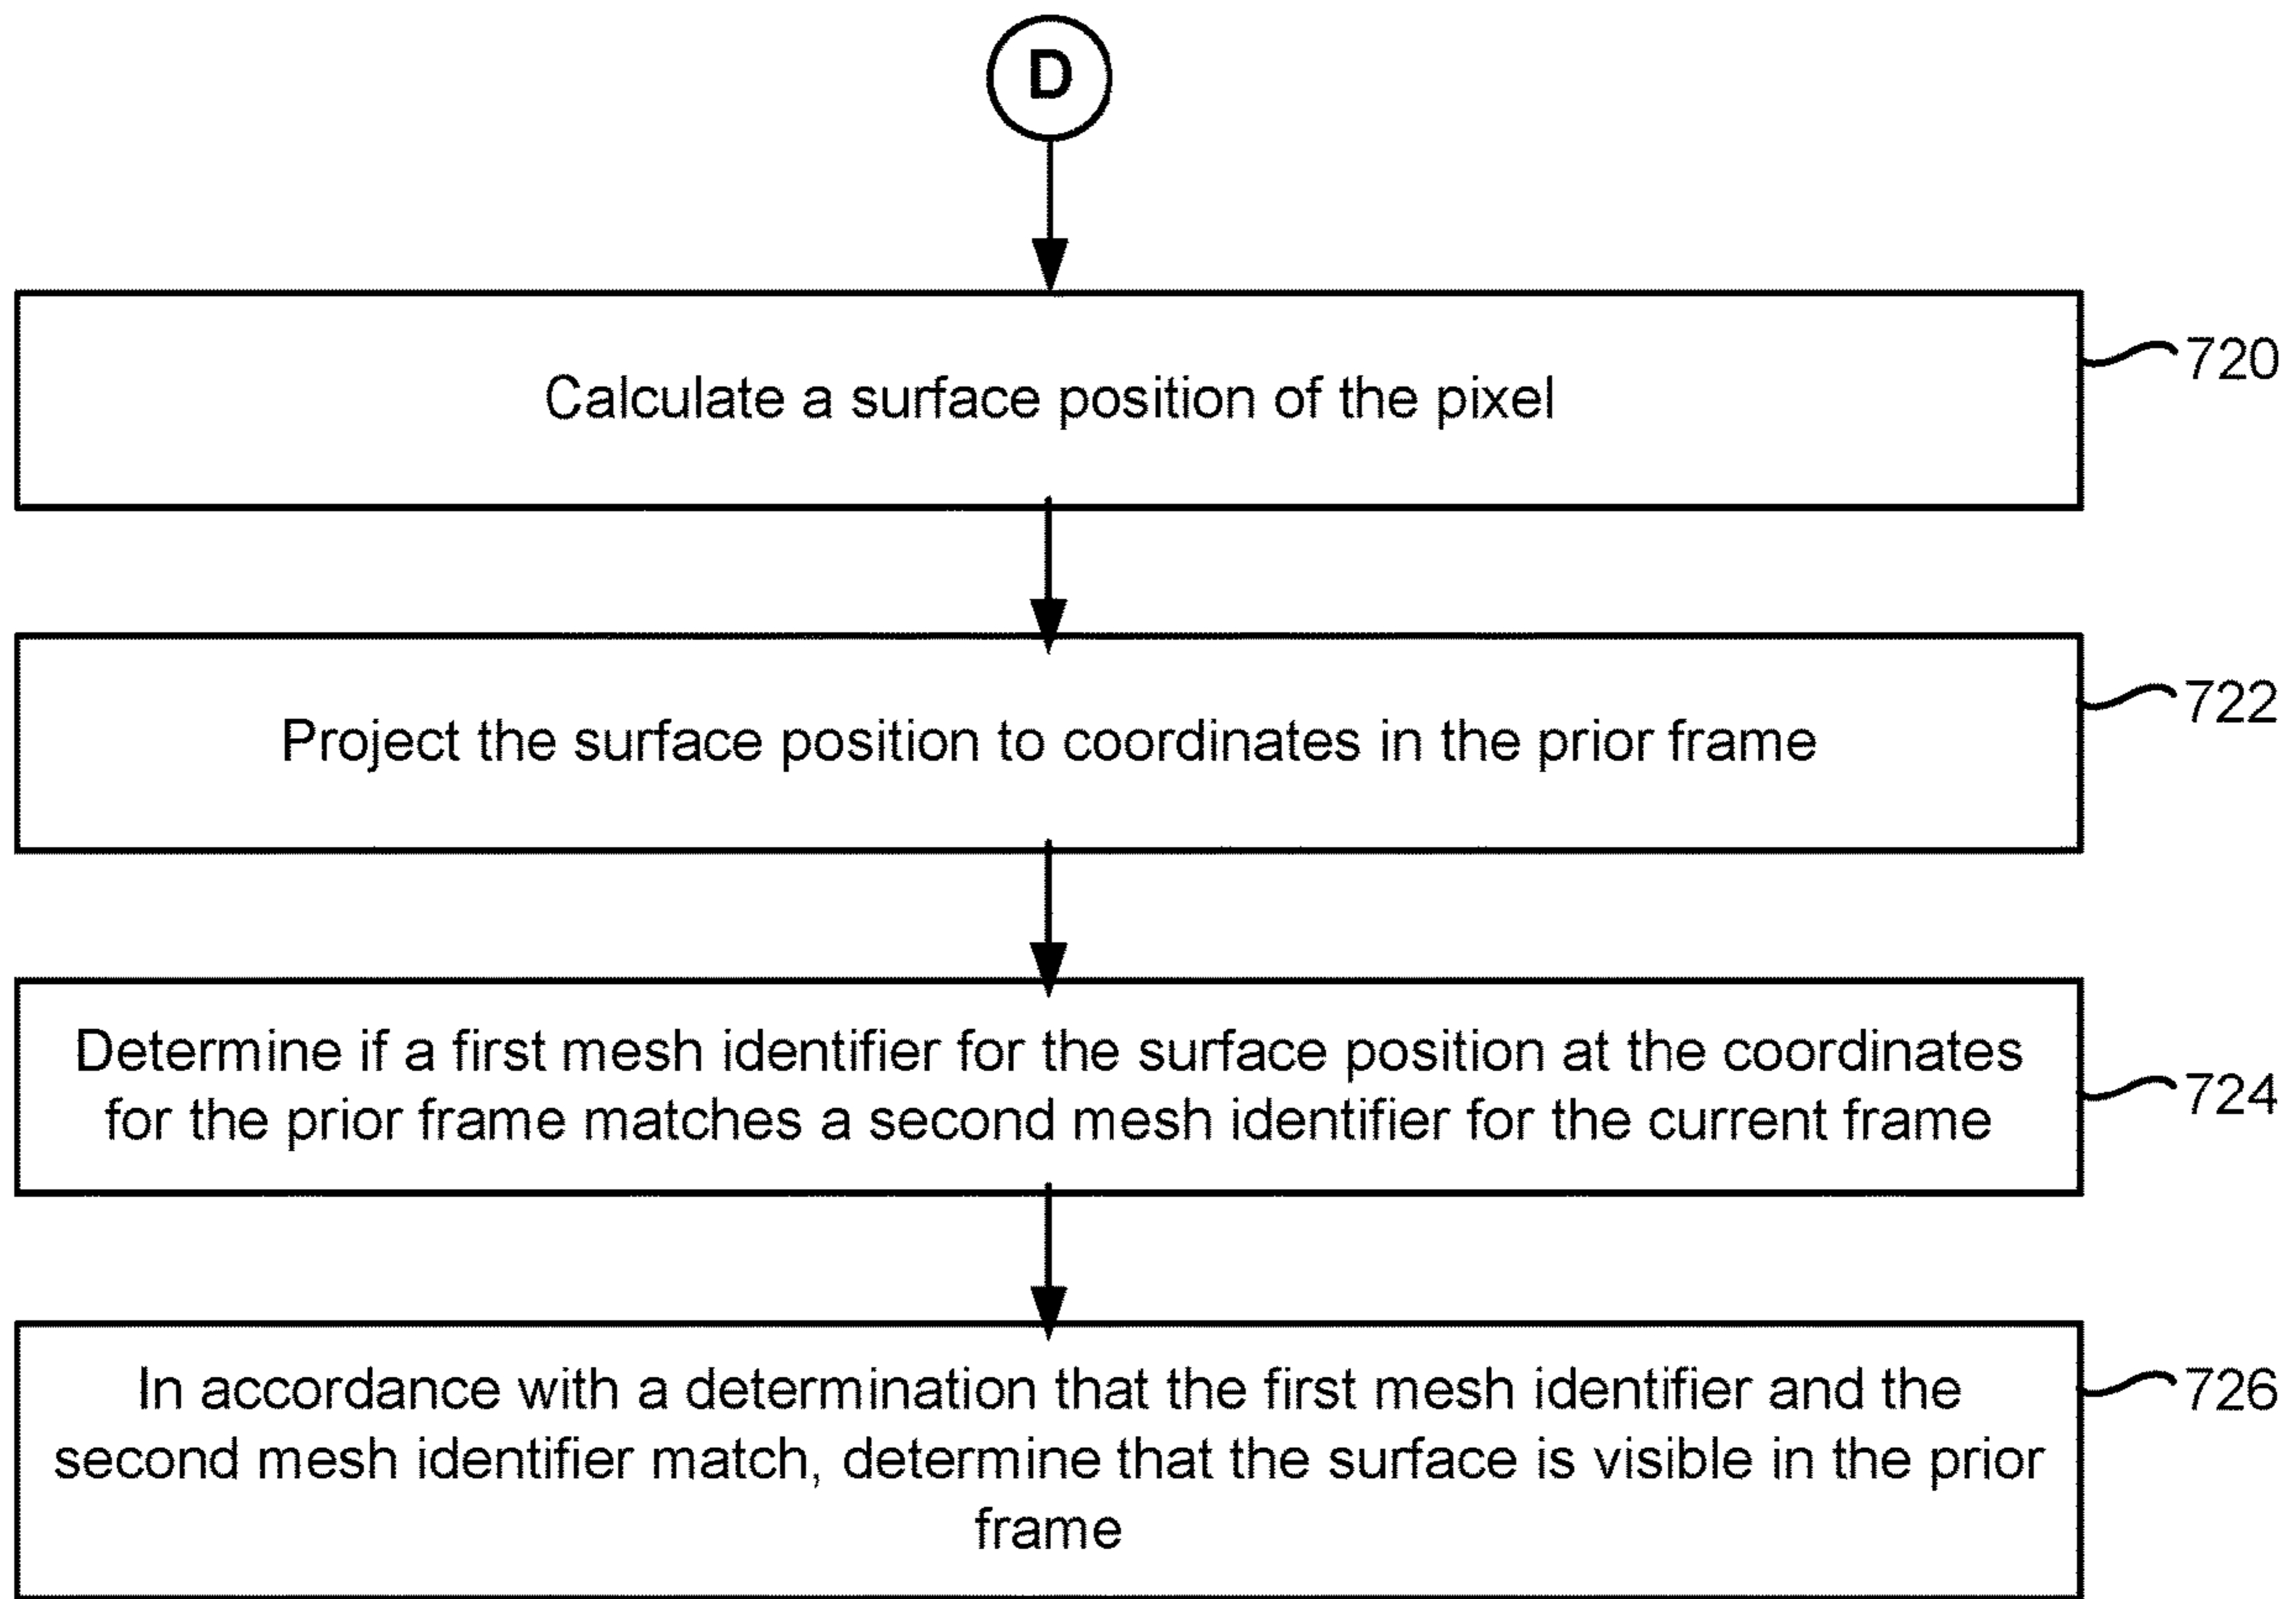 D
Calculate a surface position of the pixel
720
Project the surface position to coordinates in the prior frame
722
Determine if a first mesh identifier for the surface position at the coordinates
for the prior frame matches a second mesh identifier for the current frame
724
In accordance with a determination that the first mesh identifier and the
second mesh identifier match, determine that the surface is visible in the prior
frame
726